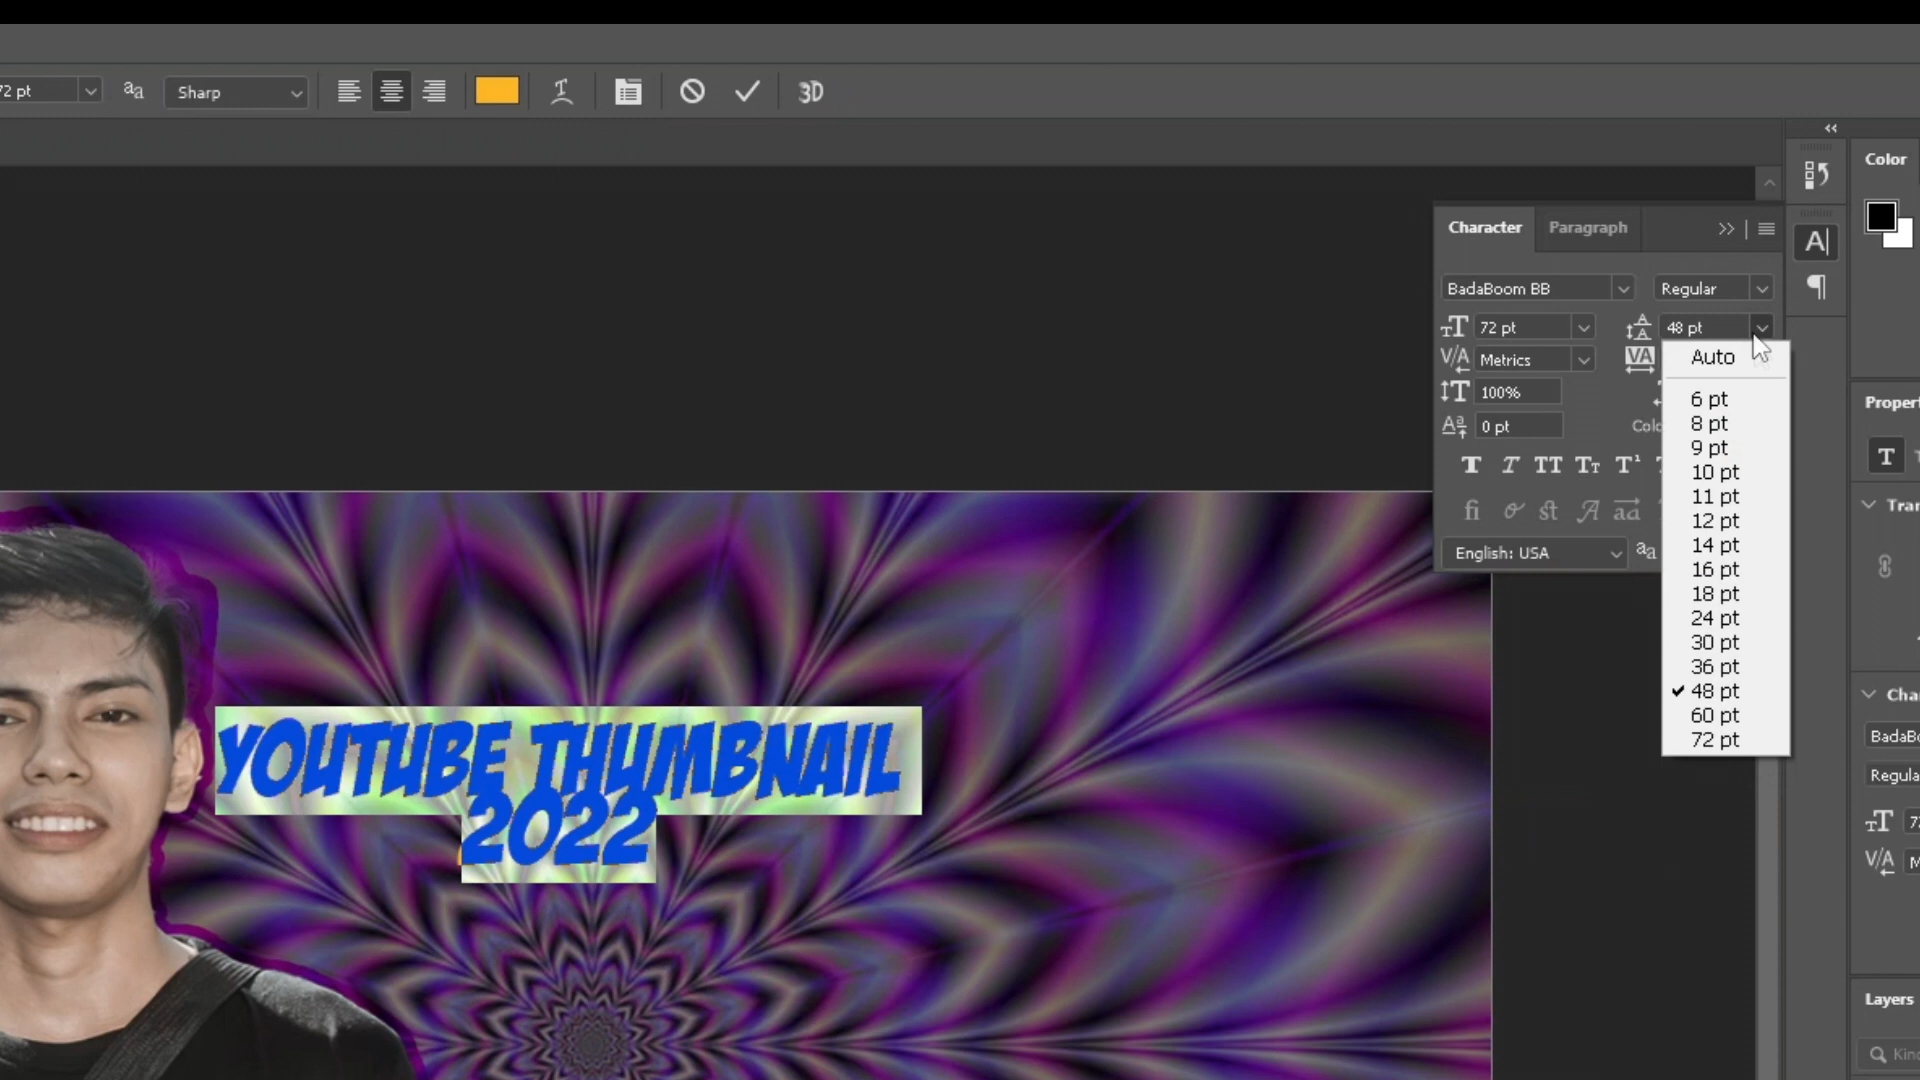 72 pt
aa
Sharp
3D
Color
Character
Paragraph
BadaBoom BB
Regular
72 pt
48 pt
Metrics
100%
0 pt
English: USA
aa
Auto
6 pt
8 pt
9 pt
10 pt
11 pt
12 pt
14 pt
16 pt
18 pt
24 pt
30 pt
36 pt
48 pt
60 pt
72 pt
Layers
YOUTUBE THUMBNAIL
2022